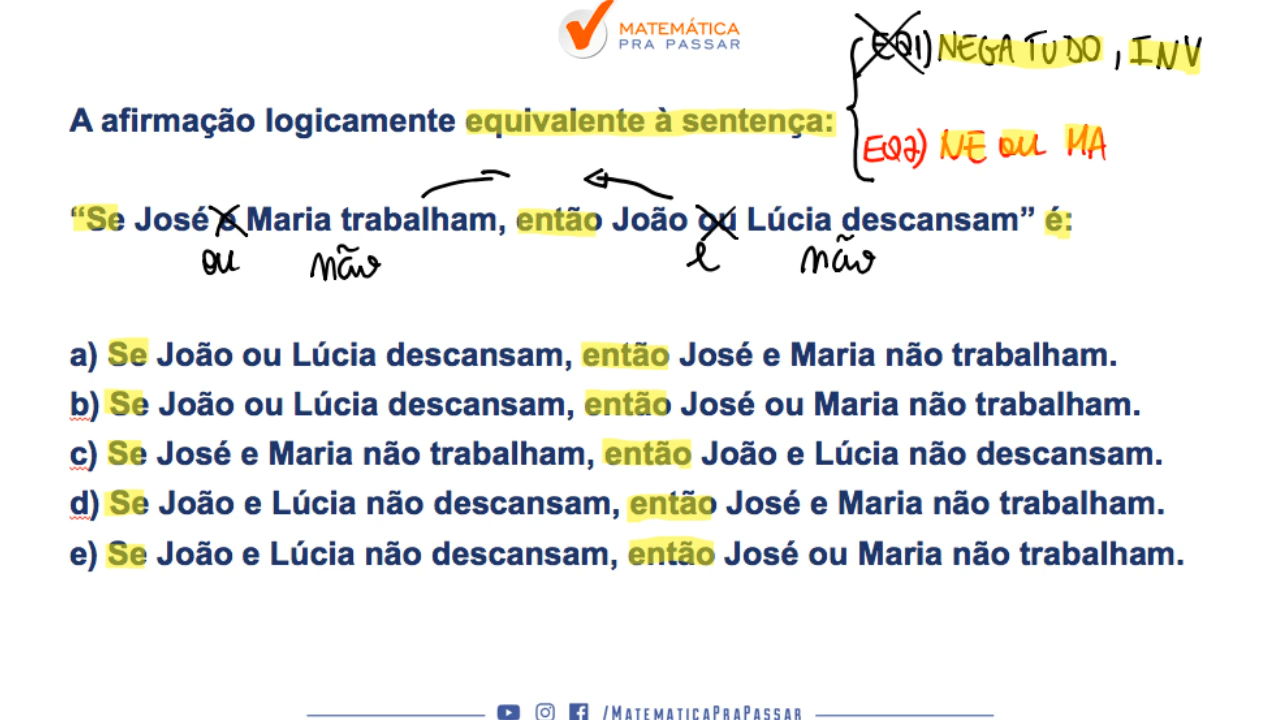 MATEMÁTICA
PRA PASSAR
EQ1) NEGA TUDO, INV
A afirmação logicamente equivalente à sentença:
EQ2) NE OU MA
“Se José e Maria trabalham, então João ou Lúcia descansam” é:
ou não e não
a) Se João ou Lúcia descansam, então José e Maria não trabalham.
b) Se João ou Lúcia descansam, então José ou Maria não trabalham.
c) Se José e Maria não trabalham, então João e Lúcia não descansam.
d) Se João e Lúcia não descansam, então José e Maria não trabalham.
e) Se João e Lúcia não descansam, então José ou Maria não trabalham.
/MATEMATICAPRAPASSAR